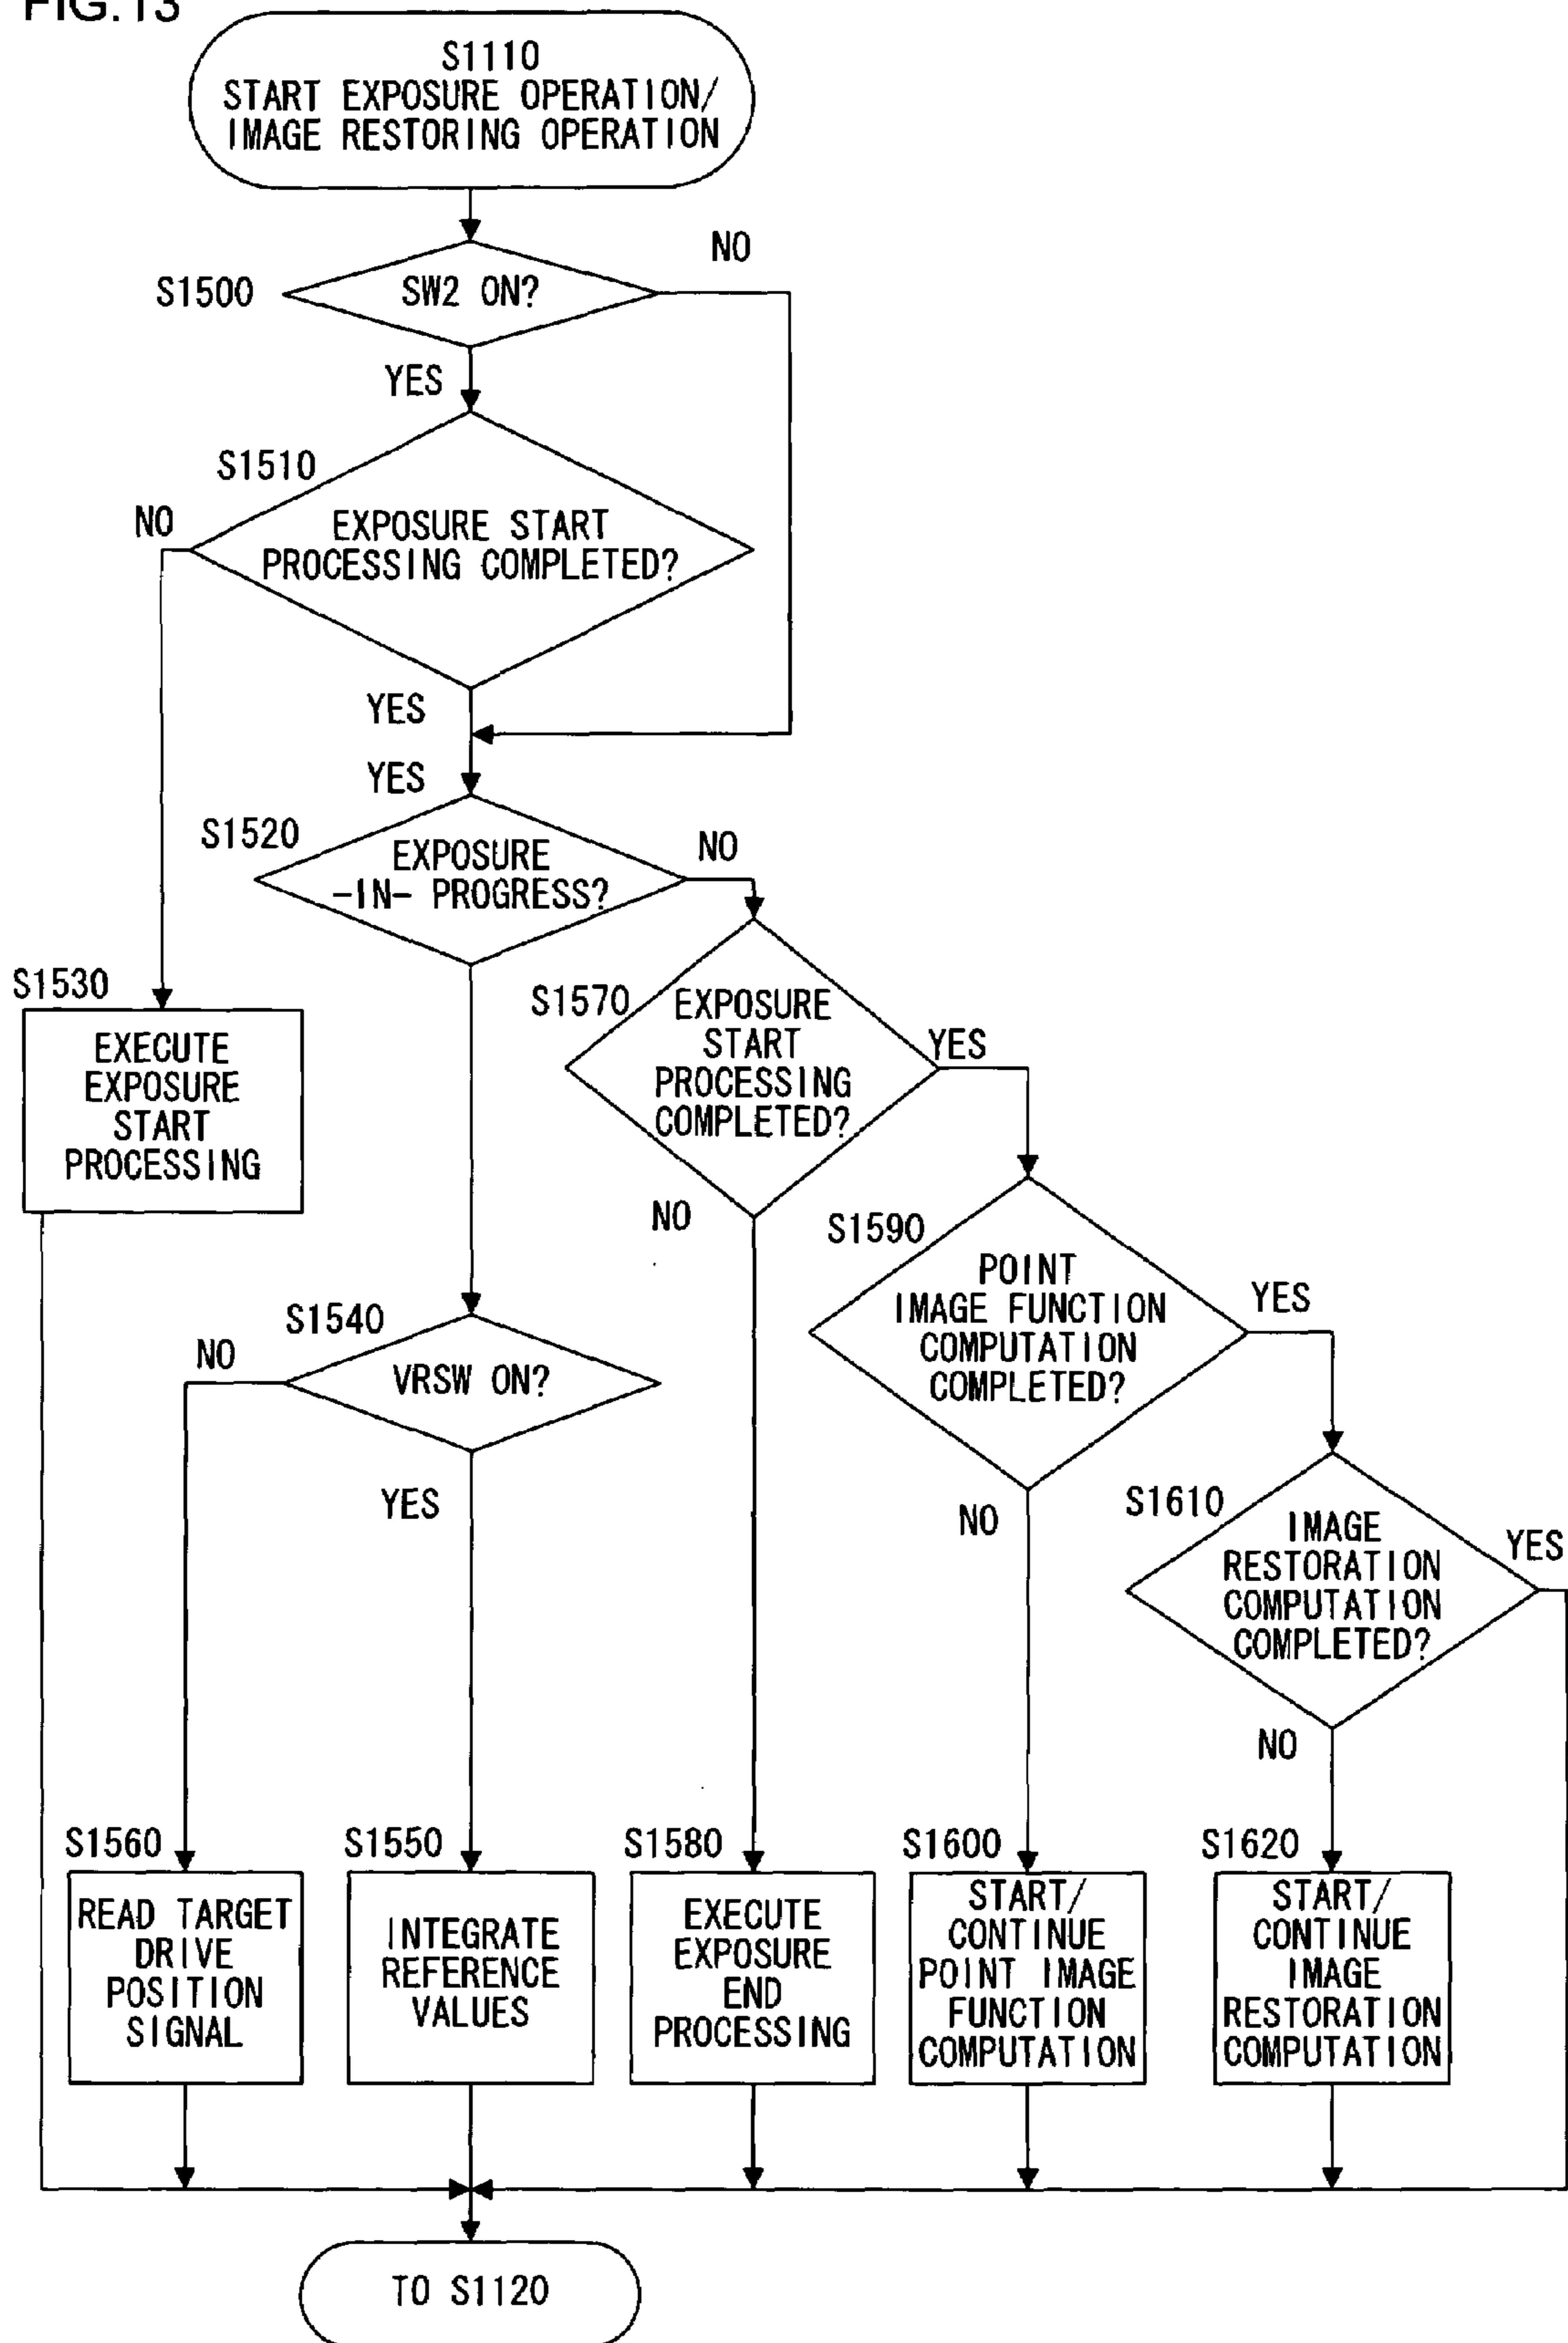 FIG.13
S1110
START EXPOSURE OPERATION/
IMAGE RESTORING OPERATION
NO
S1500
SW2 ON?
YES
S1510
NO
EXPOSURE START
PROCESSING COMPLETED?
YES
YES
S1520
EXPOSURE
-IN- PROGRESS?
NO
S1530
EXECUTE
EXPOSURE
START
PROCESSING
S1570
EXPOSURE
START
PROCESSING
COMPLETED?
YES
NO
S1590
POINT
IMAGE FUNCTION
COMPUTATION
COMPLETED?
YES
NO
S1540
NO
VRSW ON?
YES
S1610
IMAGE
RESTORATION
COMPUTATION
COMPLETED?
YES
NO
S1560
READ TARGET
DRIVE
POSITION
SIGNAL
S1550
INTEGRATE
REFERENCE
VALUES
S1580
EXECUTE
EXPOSURE
END
PROCESSING
S1600
START/
CONTINUE
POINT IMAGE
FUNCTION
COMPUTATION
S1620
START/
CONTINUE
IMAGE
RESTORATION
COMPUTATION
TO S1120